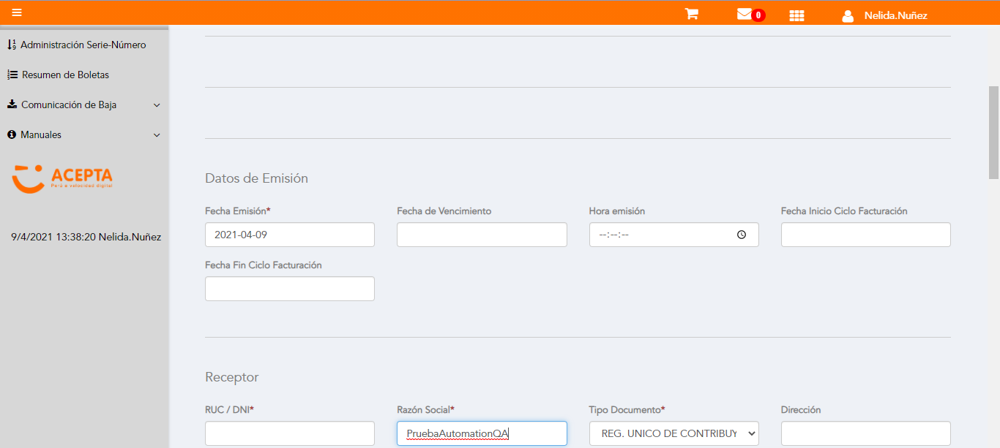 0
Nelida.Nuñez
Administración Serie-Número
Resumen de Boletas
Comunicación de Baja
Manuales
ACEPTA
Perú a velocidad digital
9/4/2021 13:38:20 Nelida.Nuñez
Datos de Emisión
Fecha Emisión* Fecha de Vencimiento Hora emisión Fecha Inicio Ciclo Facturación
2021-04-09 --:--:--
Fecha Fin Ciclo Facturación
Receptor
RUC / DNI* Razón Social* Tipo Documento* Dirección
PruebaAutomationQA REG. UNICO DE CONTRIBUY